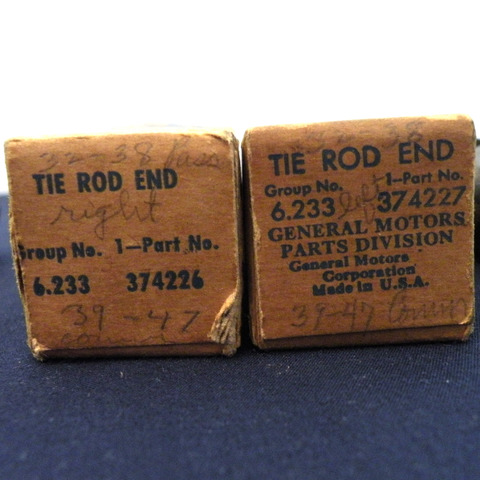 32-38 Pass
TIE ROD END
right
Group No. 1-Part No.
6.233 374226
39-47
32-38
TIE ROD END
Group No. 1-Part No.
6.233 left 374227
GENERAL MOTORS
PARTS DIVISION
General Motors
Corporation
Made in U.S.A.
39-47